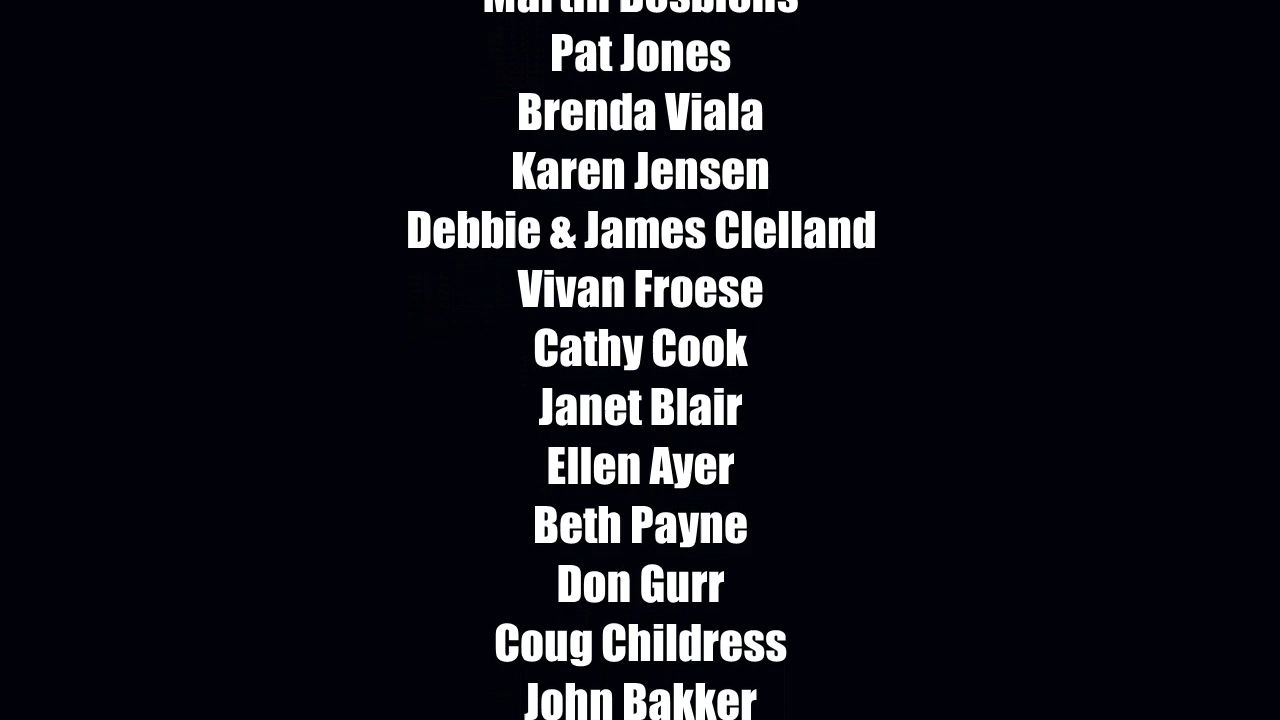 Pat Jones
Brenda Viala
Karen Jensen
Debbie & James Clelland
Vivan Froese
Cathy Cook
Janet Blair
Ellen Ayer
Beth Payne
Don Gurr
Coug Childress
John Bakker